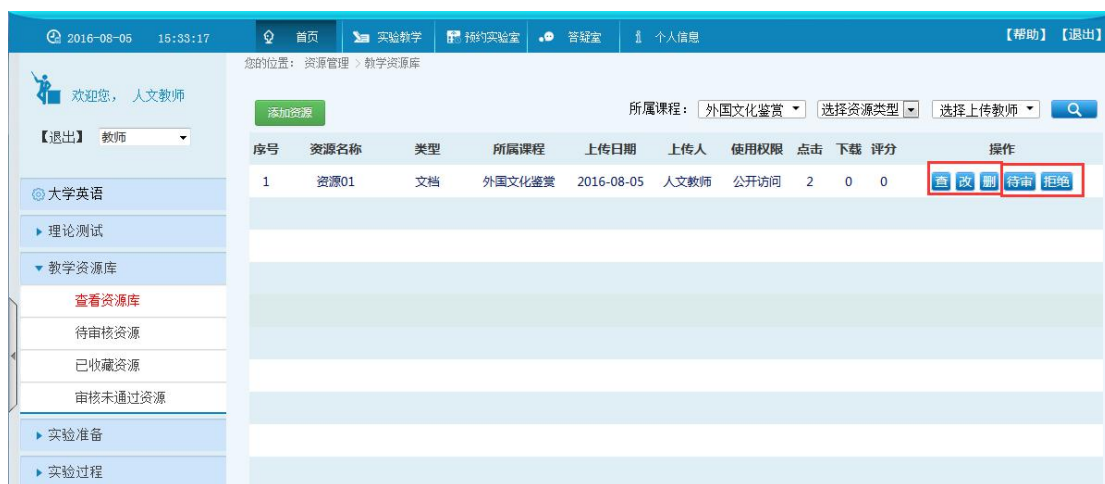 2016-08-05 15:33:17 首页 实验教学 预约实验室 答疑室 个人信息 【帮助】 【退出】
您的位置: 资源管理 > 教学资源库
欢迎您, 人文教师
【退出】 教师
添加资源 所属课程: 外国文化鉴赏 选择资源类型 选择上传教师
序号 资源名称 类型 所属课程 上传日期 上传人 使用权限 点击 下载 评分 操作
1 资源01 文档 外国文化鉴赏 2016-08-05 人文教师 公开访问 2 0 0 查 改 删 待审 拒绝
大学英语
理论测试
教学资源库
查看资源库
待审核资源
已收藏资源
审核未通过资源
实验准备
实验过程